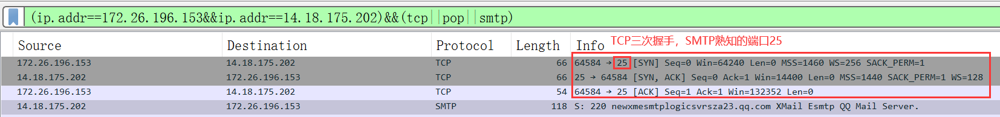 (ip.addr==172.26.196.153&&ip.addr==14.18.175.202)&&(tcp||pop||smtp)
Source Destination Protocol Length Info
TCP三次握手，SMTP熟知的端口25
172.26.196.153 14.18.175.202 TCP 66 64584 → 25 [SYN] Seq=0 Win=64240 Len=0 MSS=1460 WS=256 SACK_PERM=1
14.18.175.202 172.26.196.153 TCP 66 25 → 64584 [SYN, ACK] Seq=0 Ack=1 Win=14400 Len=0 MSS=1440 SACK_PERM=1 WS=128
172.26.196.153 14.18.175.202 TCP 54 64584 → 25 [ACK] Seq=1 Ack=1 Win=132352 Len=0
14.18.175.202 172.26.196.153 SMTP 118 S: 220 newxmesmtplogicsvrsza23.qq.com XMail Esmtp QQ Mail Server.